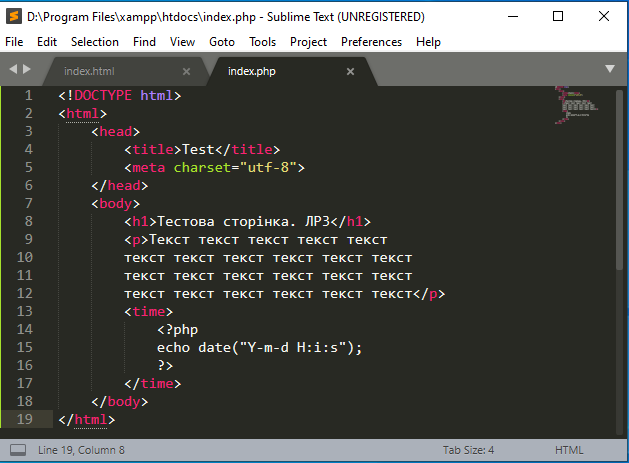 D:\Program Files\xampp\htdocs\index.php - Sublime Text (UNREGISTERED)
File Edit Selection Find View Goto Tools Project Preferences Help
index.html index.php
1 <!DOCTYPE html>
2 <html>
3 <head>
4 <title>Test</title>
5 <meta charset="utf-8">
6 </head>
7 <body>
8 <h1>Тестова сторінка. ЛР3</h1>
9 <p>Текст текст текст текст текст
10 текст текст текст текст текст текст
11 текст текст текст текст текст текст
12 текст текст текст текст текст текст</p>
13 <time>
14 <?php
15 echo date("Y-m-d H:i:s");
16 ?>
17 </time>
18 </body>
19 </html>
Line 19, Column 8 Tab Size: 4 HTML